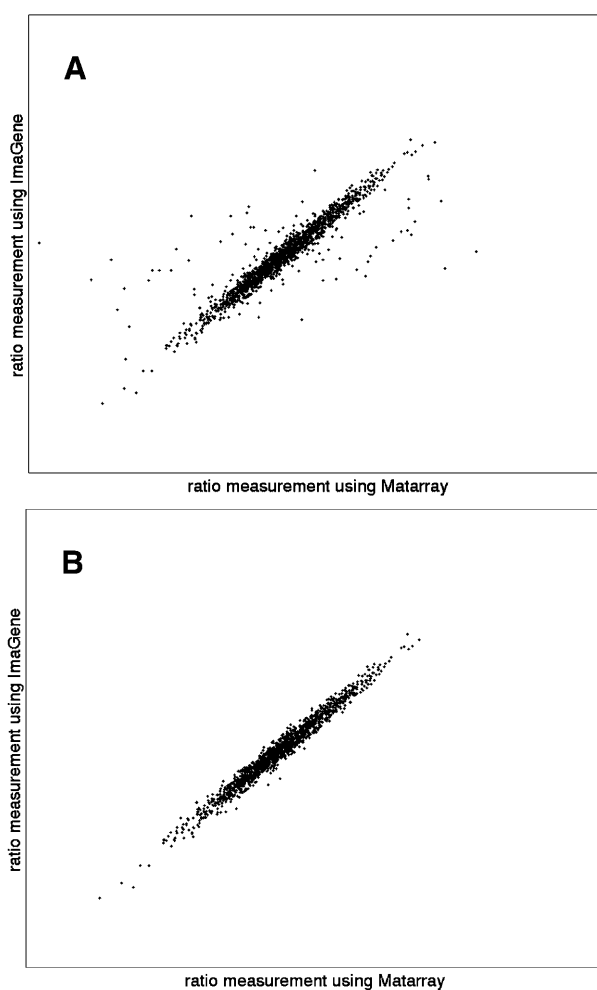 A
ratio measurement using ImaGene
ratio measurement using Matarray
B
ratio measurement using ImaGene
ratio measurement using Matarray